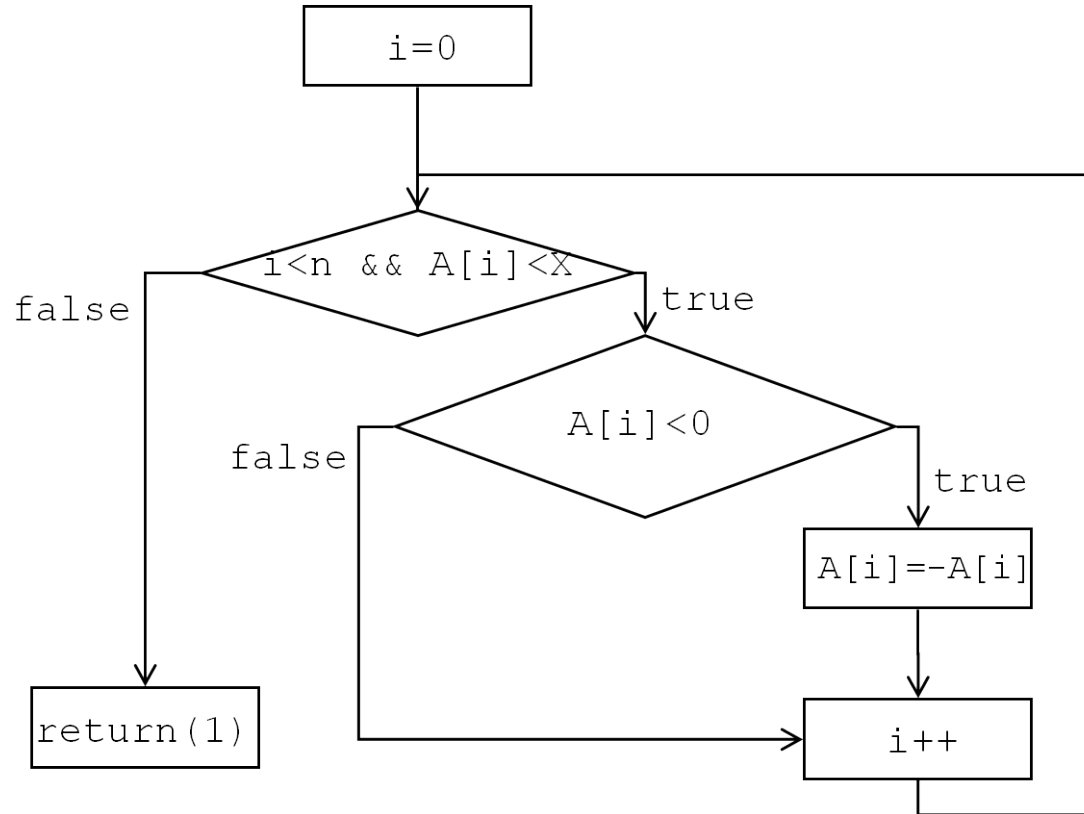 i=0
i<n && A[i]<X
false
true
A[i]<0
false
true
A[i]=-A[i]
return(1)
i++